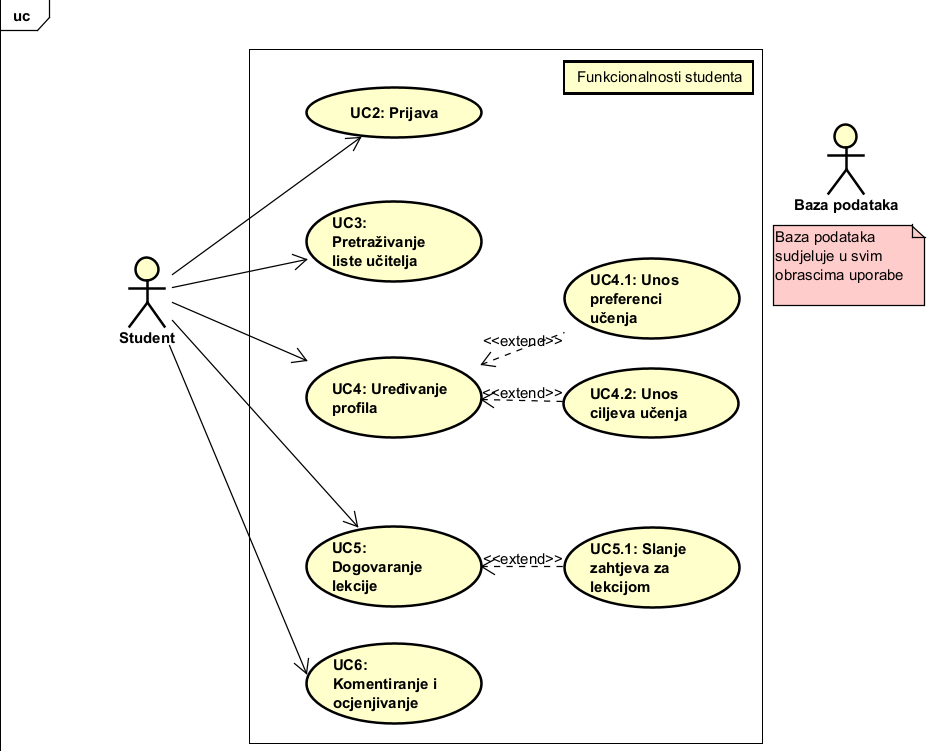 uc
Funkcionalnosti studenta
UC2: Prijava
Baza podataka
Baza podataka
sudjeluje u svim
obrascima uporabe
UC3:
Pretraživanje
liste učitelja
Student
UC4.1: Unos
preferenci
učenja
<<extend>>
UC4: Uređivanje
profila
<<extend>>
UC4.2: Unos
ciljeva učenja
UC5:
Dogovaranje
lekcije
<<extend>>
UC5.1: Slanje
zahtjeva za
lekcijom
UC6:
Komentiranje i
ocjenjivanje